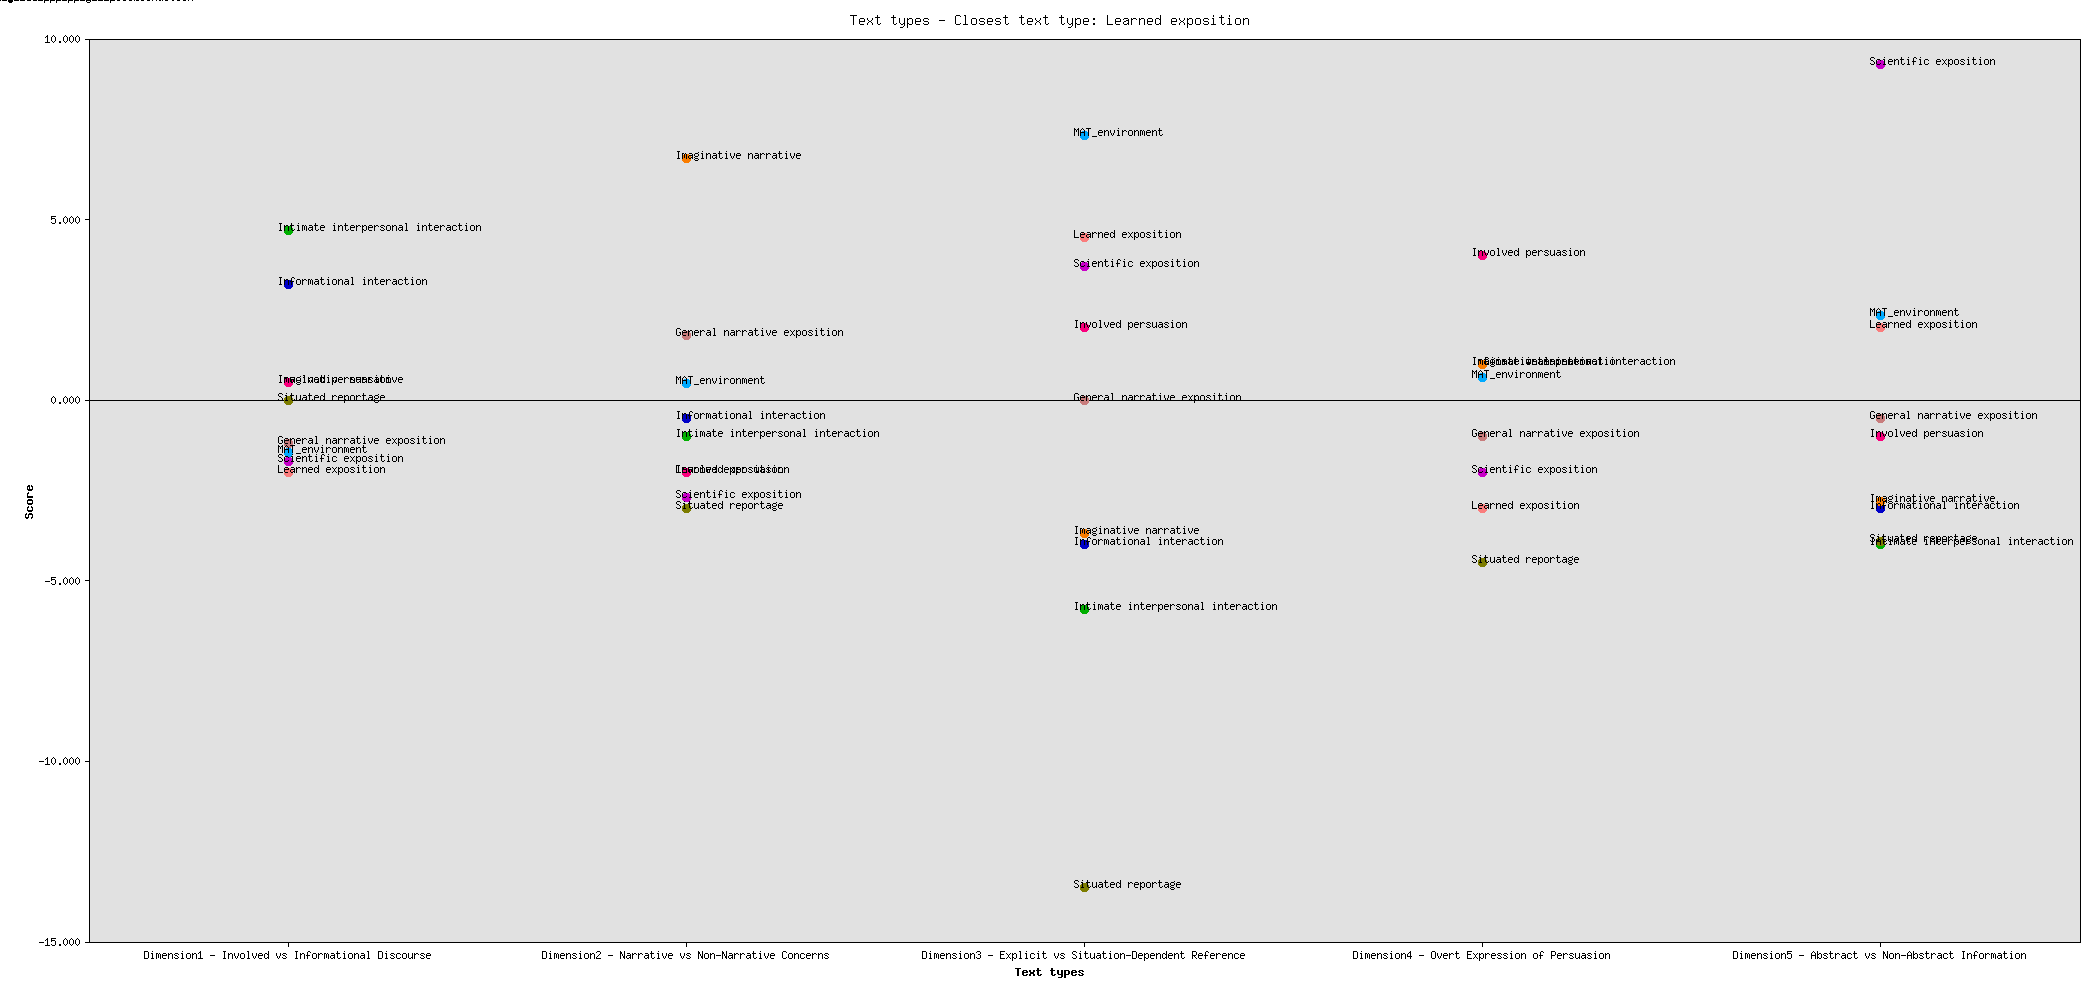 Text types - Closest text type: Learned exposition
10.000
Scientific exposition
MAT_environment
Imaginative narrative
5.000
Intimate interpersonal interaction
Learned exposition
Involved persuasion
Scientific exposition
Informational interaction
MAT_environment
Involved persuasion
Learned exposition
General narrative exposition
MAT_environment
MAT_environment
Situated reportage
0.000
General narrative exposition
Informational interaction
General narrative exposition
Intimate interpersonal interaction
General narrative exposition
Involved persuasion
General narrative exposition
MAT_environment
Scientific exposition
Learned exposition
Scientific exposition
Scientific exposition
Situated reportage
Learned exposition
Imaginative narrative
Informational interaction
Score
Imaginative narrative
Informational interaction
Situated reportage
Intimate interpersonal interaction
Situated reportage
-5.000
Intimate interpersonal interaction
-10.000
Situated reportage
-15.000
Dimension1 - Involved vs Informational Discourse
Dimension2 - Narrative vs Non-Narrative Concerns
Dimension3 - Explicit vs Situation-Dependent Reference
Dimension4 - Overt Expression of Persuasion
Dimension5 - Abstract vs Non-Abstract Information
Text types